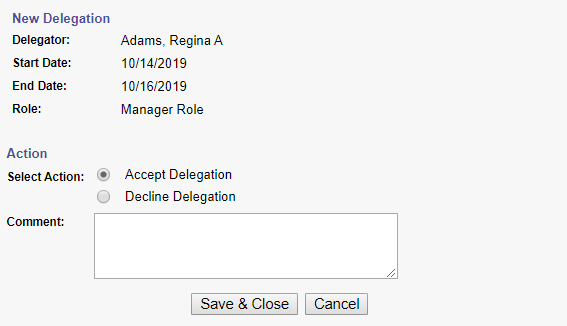 New Delegation
Delegator: Adams, Regina A
Start Date: 10/14/2019
End Date: 10/16/2019
Role: Manager Role
Action
Select Action: Accept Delegation
Decline Delegation
Comment:
Save & Close Cancel